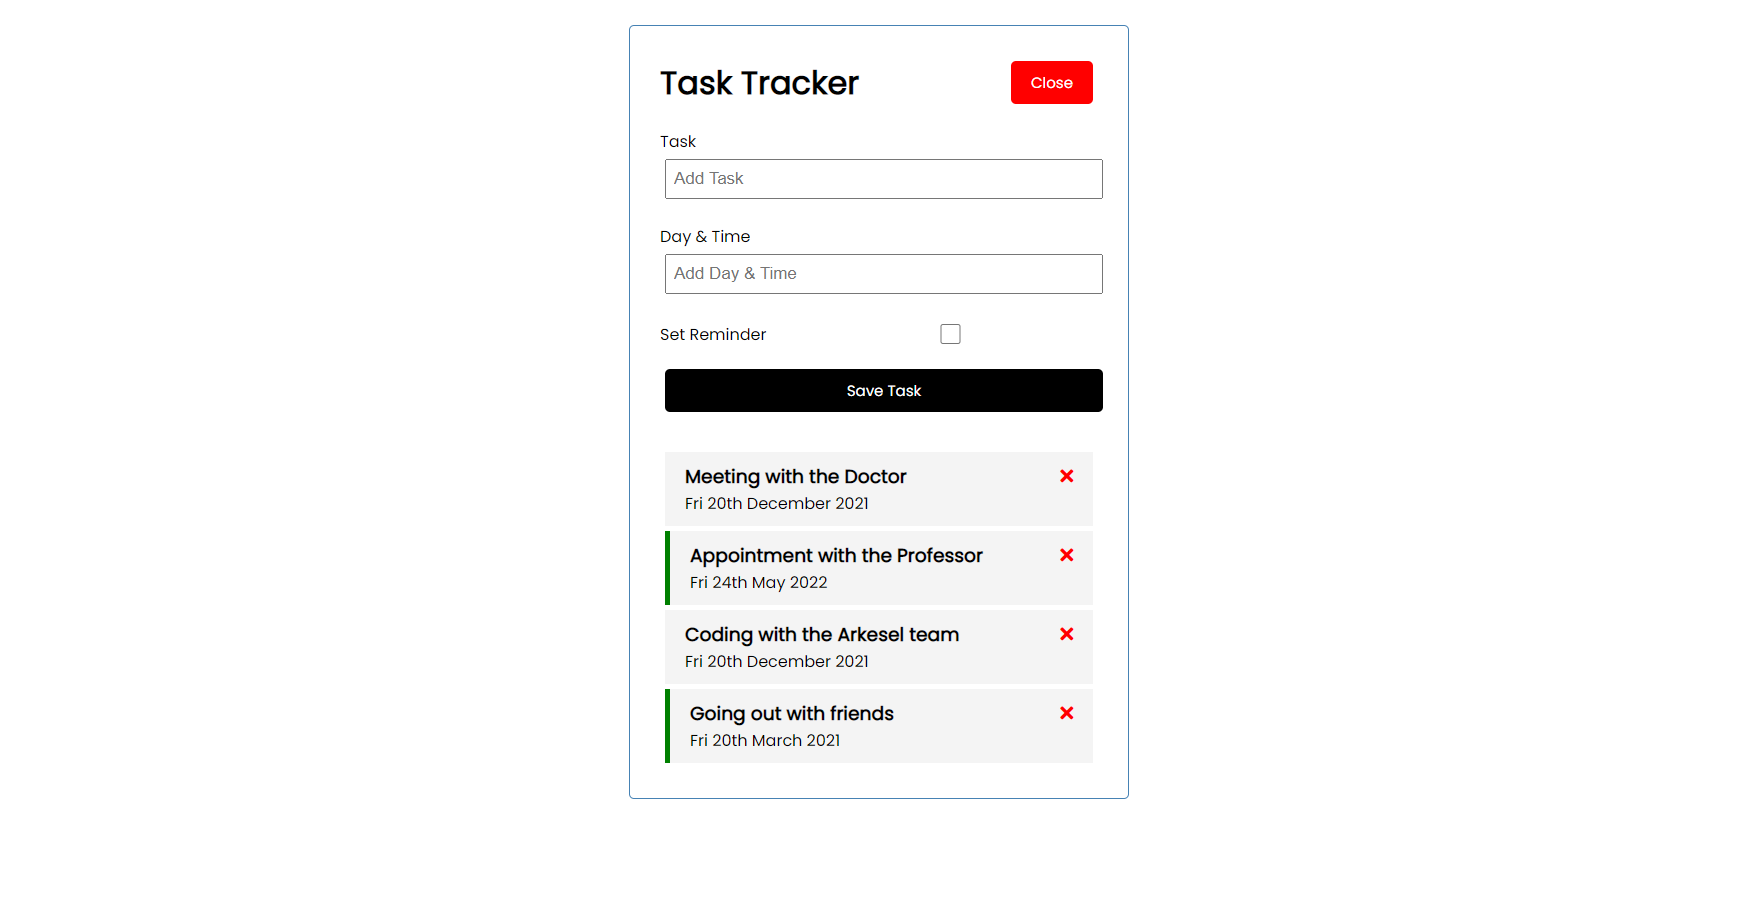 Task Tracker
Close
Task
Add Task
Day & Time
Add Day & Time
Set Reminder
Save Task
Meeting with the Doctor
Fri 20th December 2021
Appointment with the Professor
Fri 24th May 2022
Coding with the Arkesel team
Fri 20th December 2021
Going out with friends
Fri 20th March 2021